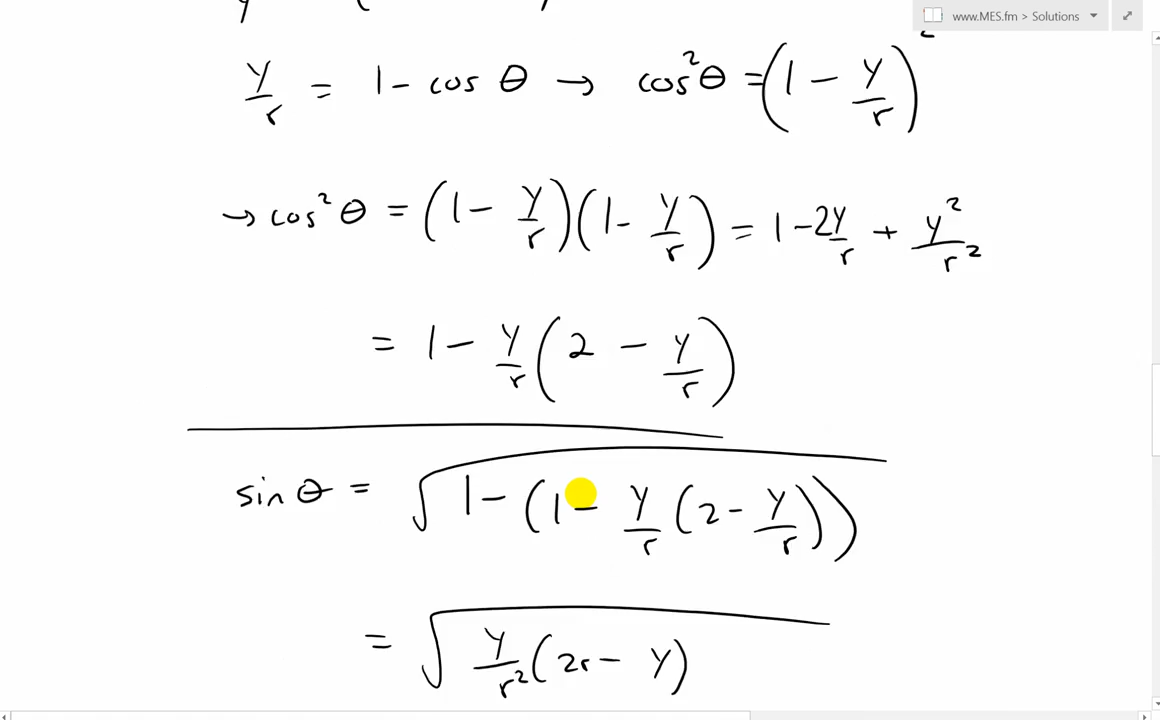 www.MES.fm > Solutions
y/r = 1 - cos θ → cos²θ = (1 - y/r)²
→ cos²θ = (1 - y/r)(1 - y/r) = 1 - 2y/r + y²/r²
= 1 - y/r (2 - y/r)
sin θ = √(1 - (1 - y/r (2 - y/r)))
= √(y/r² (2r - y))